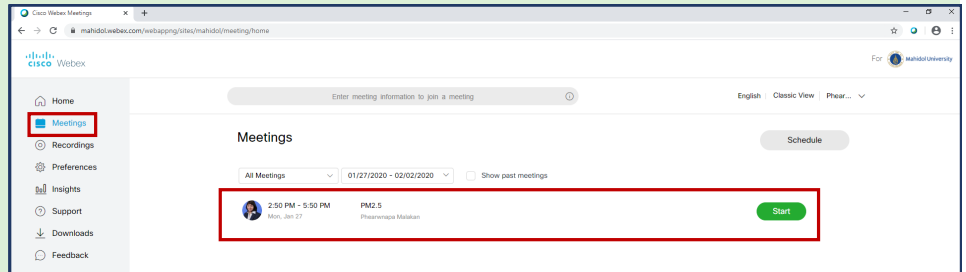 Cisco Webex Meetings
mahidol.webex.com/webappng/sites/mahidol/meeting/home
CISCO Webex
For Mahidol University
Enter meeting information to join a meeting
English Classic View Phear...
Home
Meetings
Recordings
Preferences
Insights
Support
Downloads
Feedback
Meetings
Schedule
All Meetings 01/27/2020 - 02/02/2020 Show past meetings
2:50 PM - 5:50 PM PM2.5
Mon, Jan 27 Phearwnapa Malakan
Start